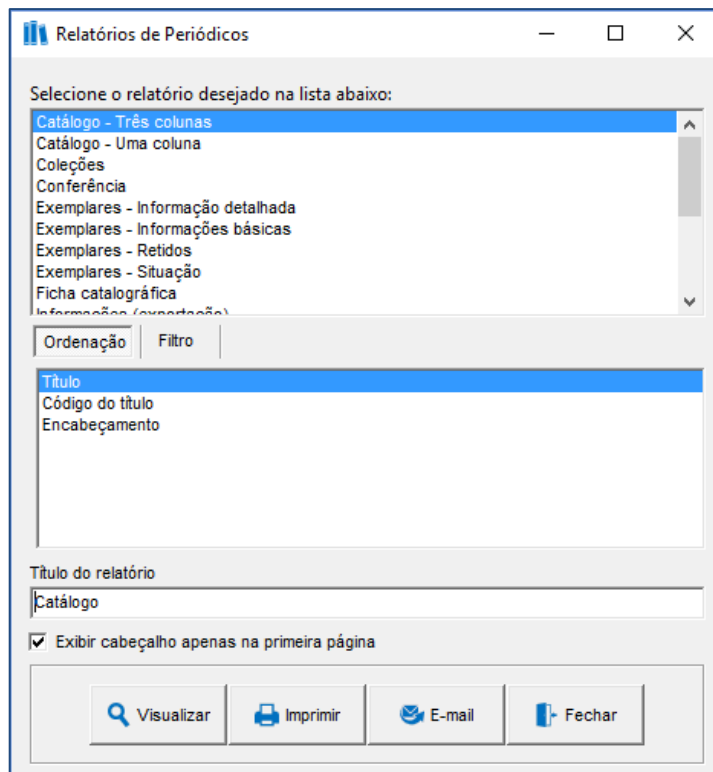 Relatórios de Periódicos
Selecione o relatório desejado na lista abaixo:
Catálogo - Três colunas
Catálogo - Uma coluna
Coleções
Conferência
Exemplares - Informação detalhada
Exemplares - Informações básicas
Exemplares - Retidos
Exemplares - Situação
Ficha catalográfica
Informações (exportação)
Ordenação Filtro
Título
Código do título
Encabeçamento
Título do relatório
Catálogo
Exibir cabeçalho apenas na primeira página
Visualizar Imprimir E-mail Fechar